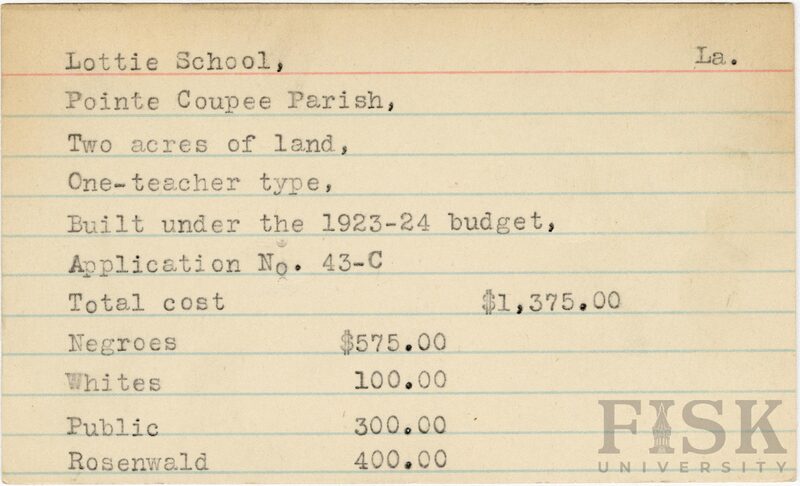 Lottie School, La.
Pointe Coupee Parish,
Two acres of land,
One-teacher type,
Built under the 1923-24 budget,
Application No. 43-C
Total cost $1,375.00
Negroes $575.00
Whites 100.00
Public 300.00
Rosenwald 400.00
FISK
UNIVERSITY